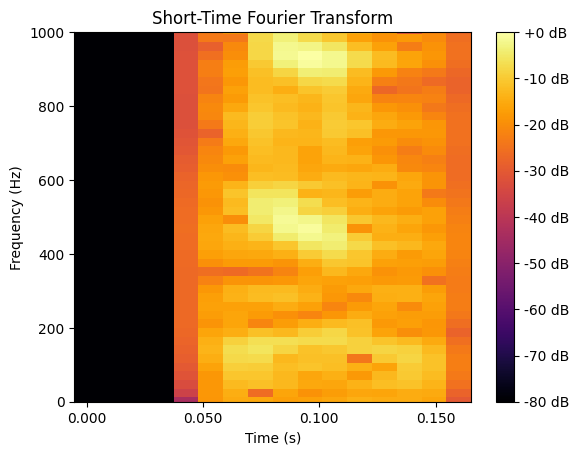 Short-Time Fourier Transform
1000
800
600
400
200
0
Frequency (Hz)
0.000
0.050
0.100
0.150
Time (s)
+0 dB
-10 dB
-20 dB
-30 dB
-40 dB
-50 dB
-60 dB
-70 dB
-80 dB